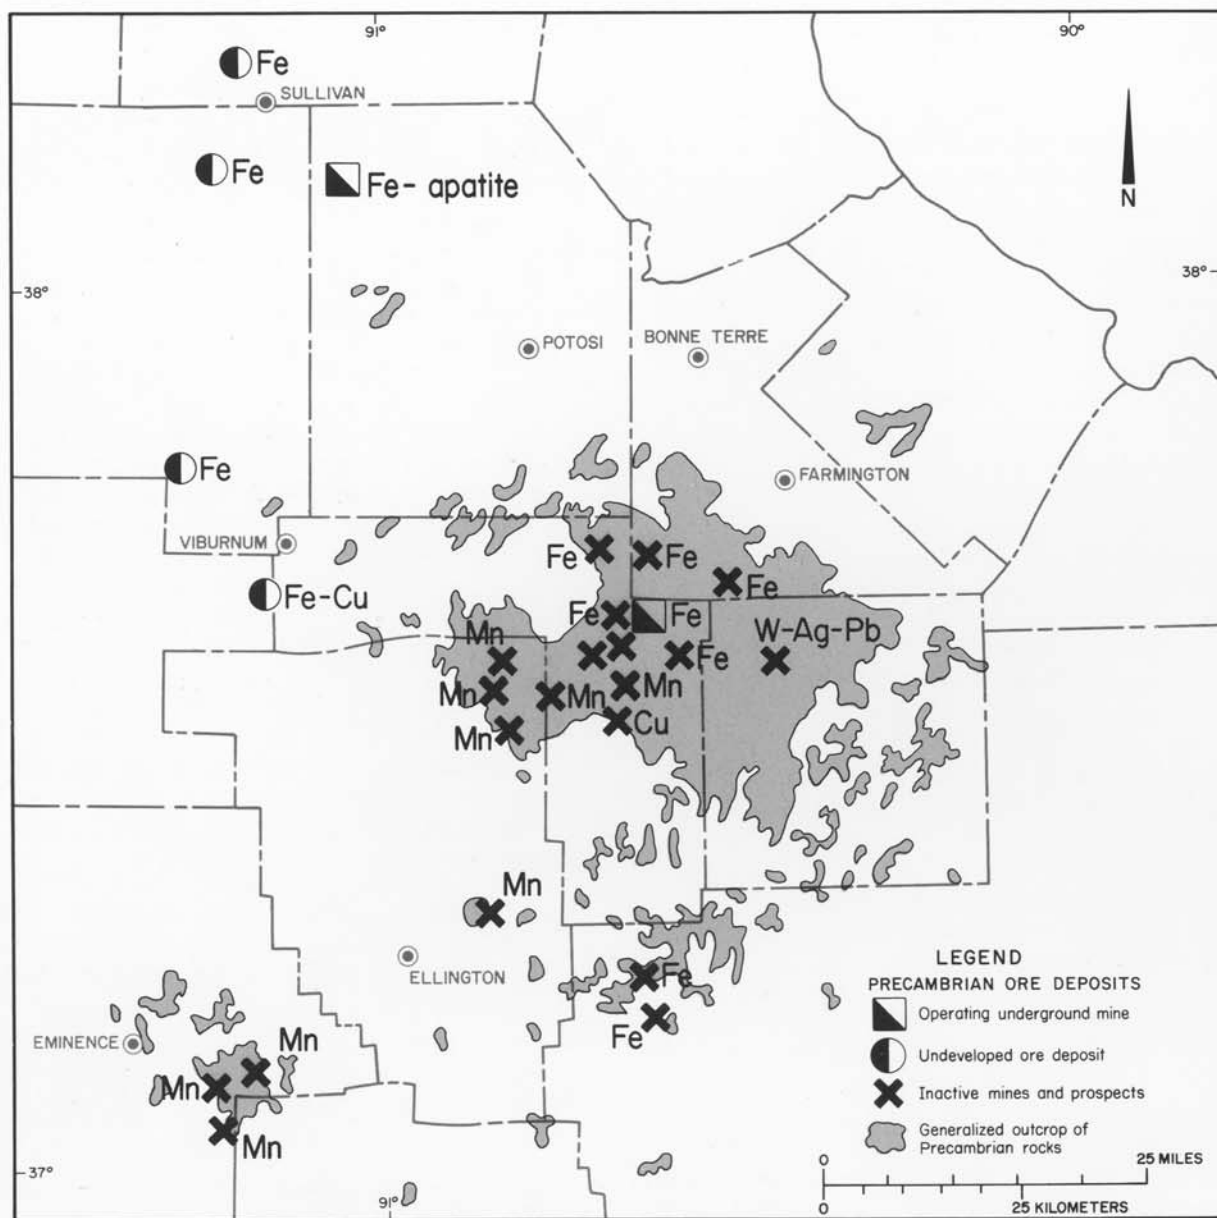 91°
90°
Fe
SULLIVAN
Fe
Fe- apatite
N
38°
38°
POTOSI
BONNE TERRE
Fe
FARMINGTON
VIBURNUM
Fe
Fe
Fe
Fe-Cu
Fe
Fe
W-Ag-Pb
Mn
Fe
Mn
Mn
Mn
Mn
Cu
Mn
ELLINGTON
Fe
Fe
EMINENCE
Mn
Mn
Mn
LEGEND
PRECAMBRIAN ORE DEPOSITS
Operating underground mine
Undeveloped ore deposit
Inactive mines and prospects
Generalized outcrop of
Precambrian rocks
37°
91°
0
25 MILES
0
25 KILOMETERS